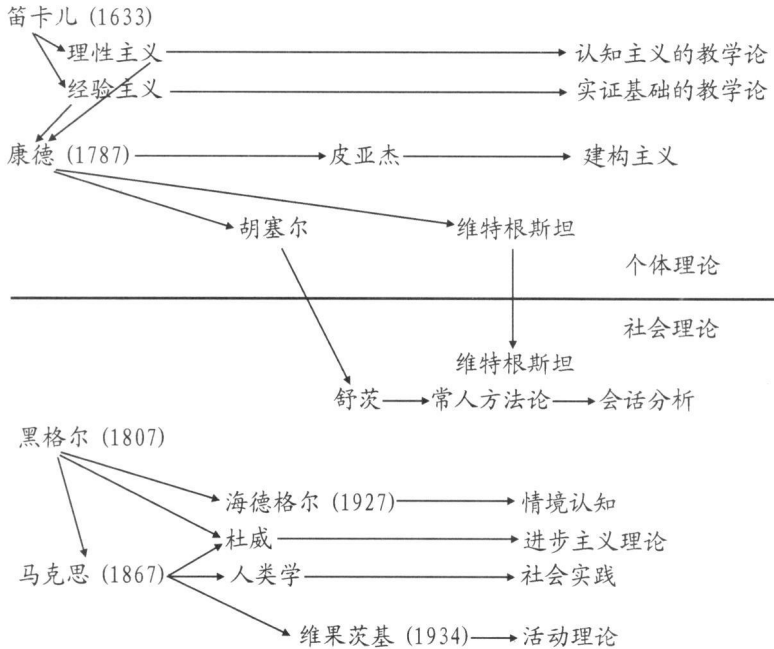 笛卡儿 (1633)
理性主义 认知主义的教学论
经验主义 实证基础的教学论
康德 (1787) 皮亚杰 建构主义
胡塞尔 维特根斯坦
个体理论
社会理论
维特根斯坦
舒茨 常人方法论 会话分析
黑格尔 (1807)
海德格尔 (1927) 情境认知
杜威 进步主义理论
马克思 (1867) 人类学 社会实践
维果茨基 (1934) 活动理论